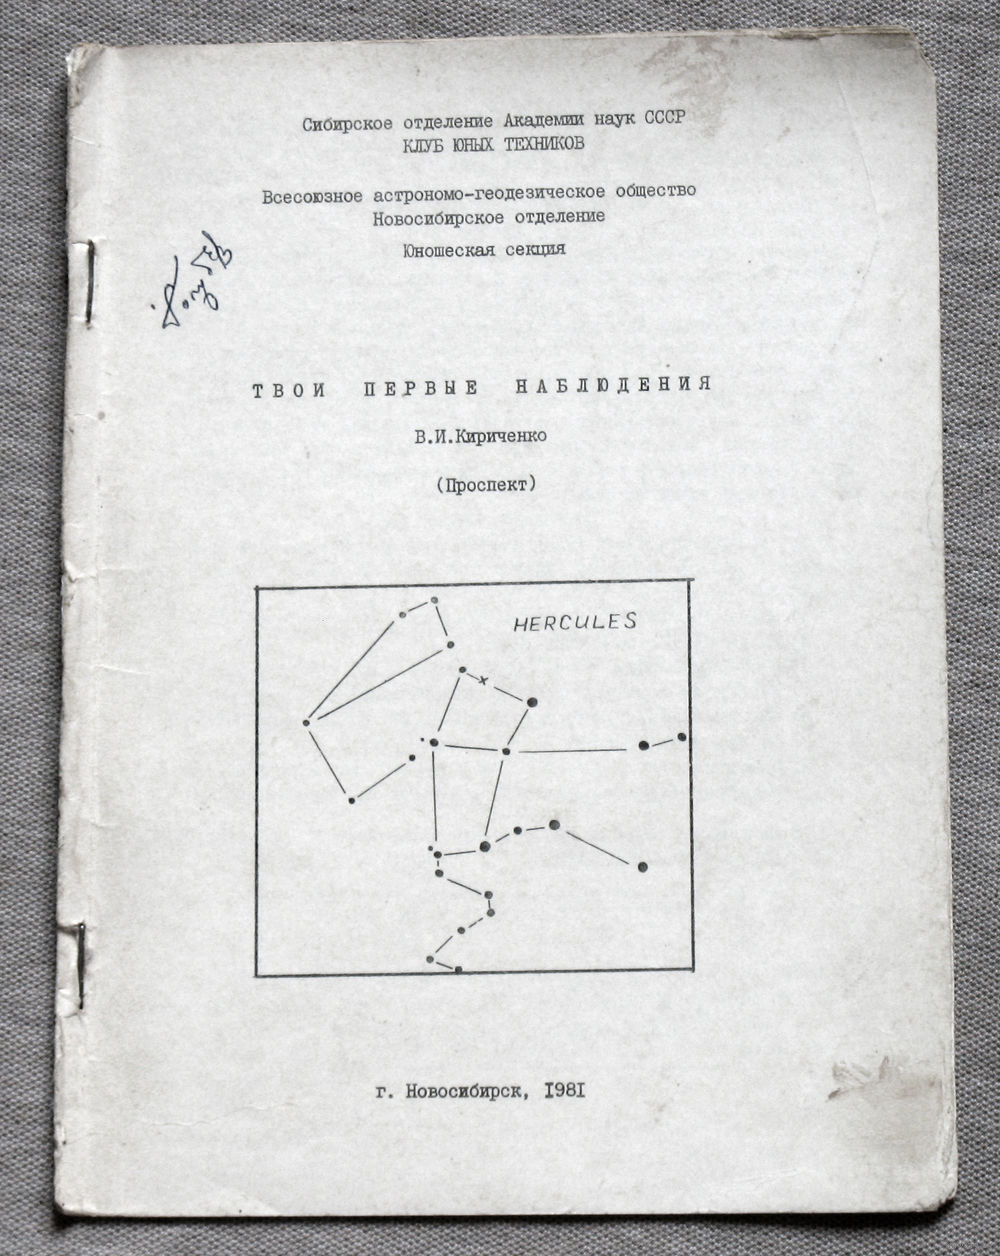 Сибирское отделение Академии наук СССР
КЛУБ ЮНЫХ ТЕХНИКОВ
Всесоюзное астрономо-геодезическое общество
Новосибирское отделение
Юношеская секция
ТВОИ ПЕРВЫЕ НАБЛЮДЕНИЯ
В.И.Кириченко
(Проспект)
HERCULES
г. Новосибирск, 1981